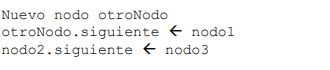 Nuevo nodo otroNodo
otroNodo.siguiente 🡨 nodo1
nodo2.siguiente 🡨 nodo3